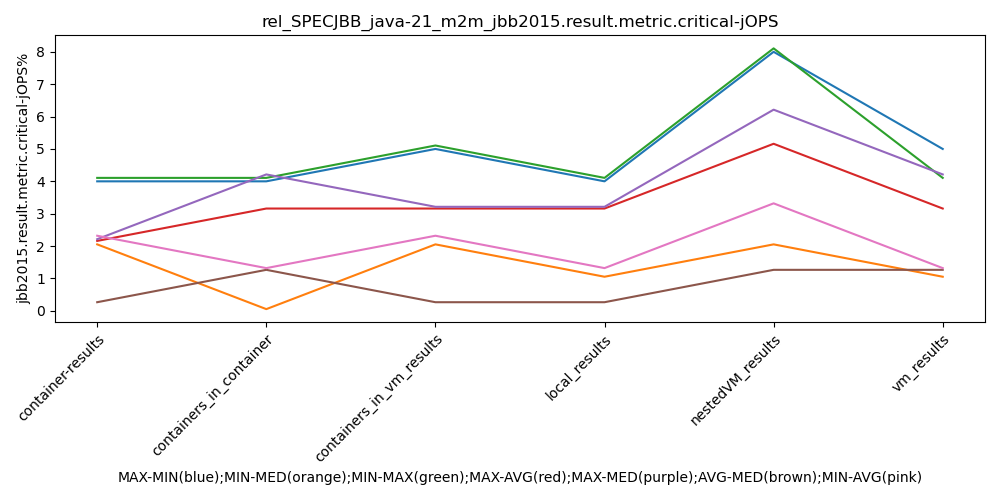 rel_SPECJBB_java-21_m2m_jbb2015.result.metric.critical-jOPS
jbb2015.result.metric.critical-jOPS%
8
7
6
5
4
3
2
1
0
container-results
containers_in_container
containers_in_vm_results
local_results
nestedVM_results
vm_results
MAX-MIN(blue);MIN-MED(orange);MIN-MAX(green);MAX-AVG(red);MAX-MED(purple);AVG-MED(brown);MIN-AVG(pink)